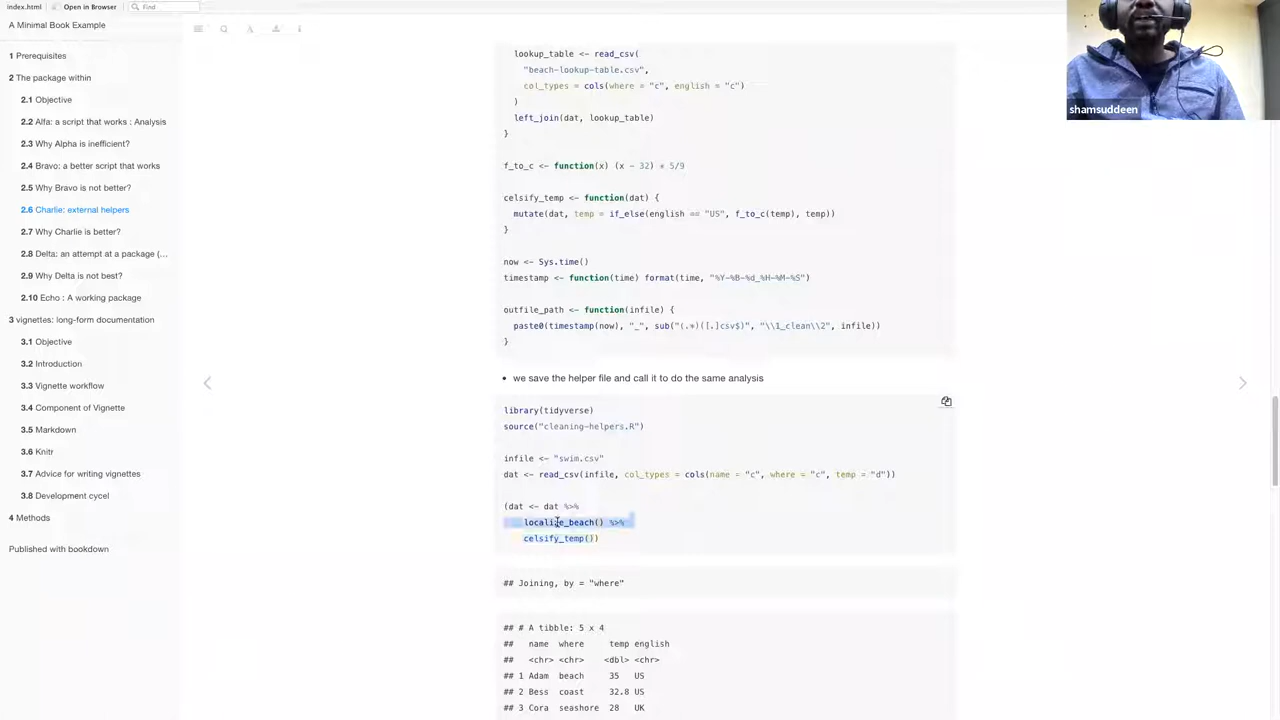 index.html
Open in Browser
Find
A Minimal Book Example
1 Prerequisites
2 The package within
2.1 Objective
2.2 Alfa: a script that works : Analysis
2.3 Why Alpha is inefficient?
2.4 Bravo: a better script that works
2.5 Why Bravo is not better?
2.6 Charlie: external helpers
2.7 Why Charlie is better?
2.8 Delta: an attempt at a package (...
2.9 Why Delta is not best?
2.10 Echo : A working package
3 vignettes: long-form documentation
3.1 Objective
3.2 Introduction
3.3 Vignette workflow
3.4 Component of Vignette
3.5 Markdown
3.6 Knitr
3.7 Advice for writing vignettes
3.8 Development cycel
4 Methods
Published with bookdown
lookup_table <- read_csv(
"beach-lookup-table.csv",
col_types = cols(where = "c", english = "c")
)
left_join(dat, lookup_table)
}
f_to_c <- function(x) (x - 32) * 5/9
celsify_temp <- function(dat) {
mutate(dat, temp = if_else(english == "US", f_to_c(temp), temp))
}
now <- Sys.time()
timestamp <- function(time) format(time, "%Y-%B-%d_%H-%M-%S")
outfile_path <- function(infile) {
paste0(timestamp(now), "_", sub("(.*)([.]csv$)", "\\1_clean\\2", infile))
}
• we save the helper file and call it to do the same analysis
library(tidyverse)
source("cleaning-helpers.R")
infile <- "swim.csv"
dat <- read_csv(infile, col_types = cols(name = "c", where = "c", temp = "d"))
(dat <- dat %>%
localize_beach() %>%
celsify_temp())
## Joining, by = "where"
## # A tibble: 5 x 4
## name where temp english
## <chr> <chr> <dbl> <chr>
## 1 Adam beach 35 US
## 2 Bess coast 32.8 US
## 3 Cora seashore 28 UK
shamsuddeen